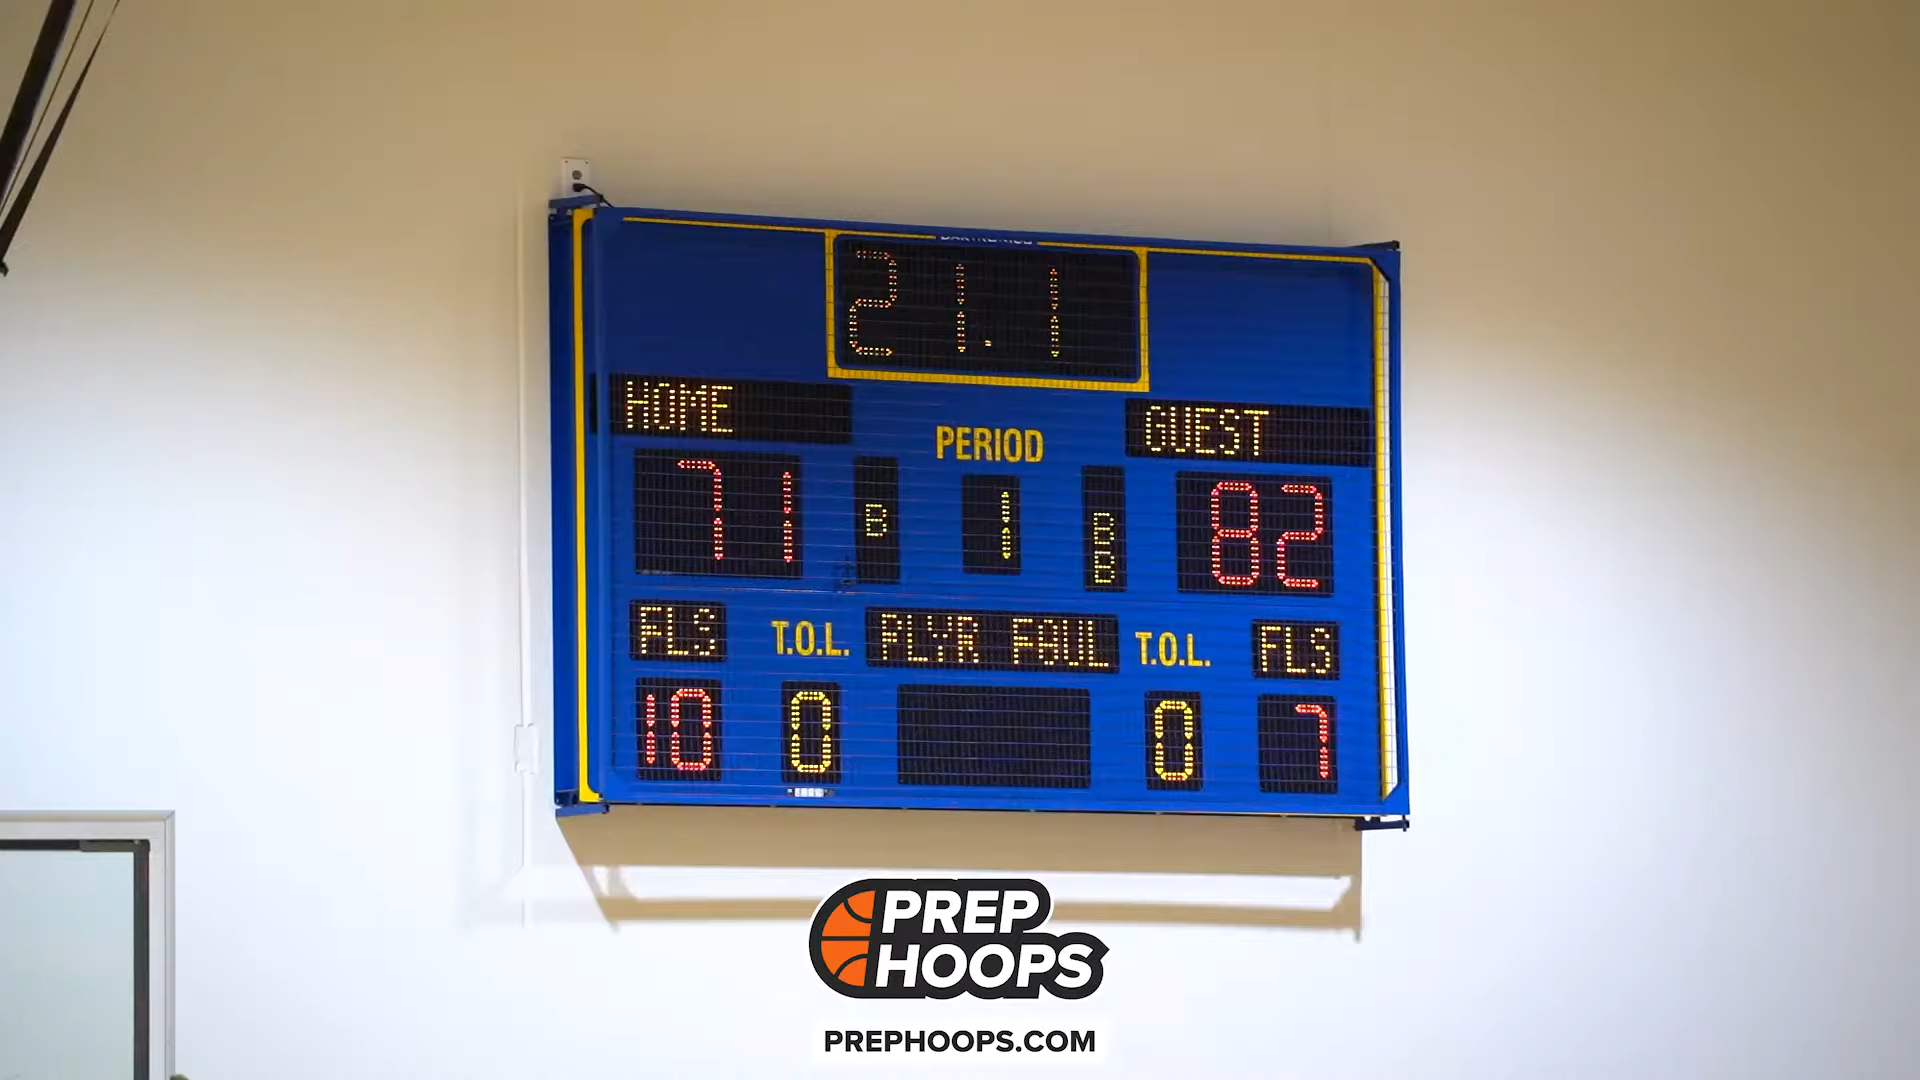 21.1
HOME
GUEST
PERIOD
71 B 1 B 82
B
FLS T.O.L. PLYR FAUL T.O.L. FLS
10 0 0 7
PREP
HOOPS
PREPHOOPS.COM